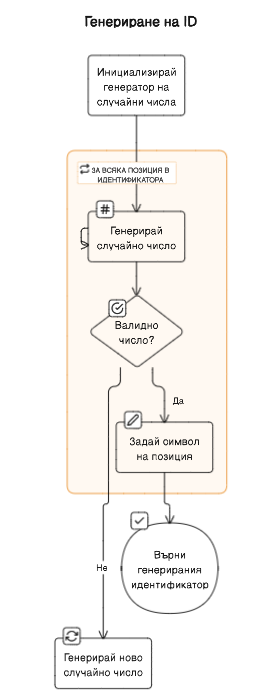 Генериране на ID
Инициализирай
генератор на
случайни числа
ЗА ВСЯКА ПОЗИЦИЯ В
ИДЕНТИФИКАТОРА
#
Генерирай
случайно число
Валидно
число?
Да
Задай символ
на позиция
Върни
генерирания
идентификатор
Не
Генерирай ново
случайно число